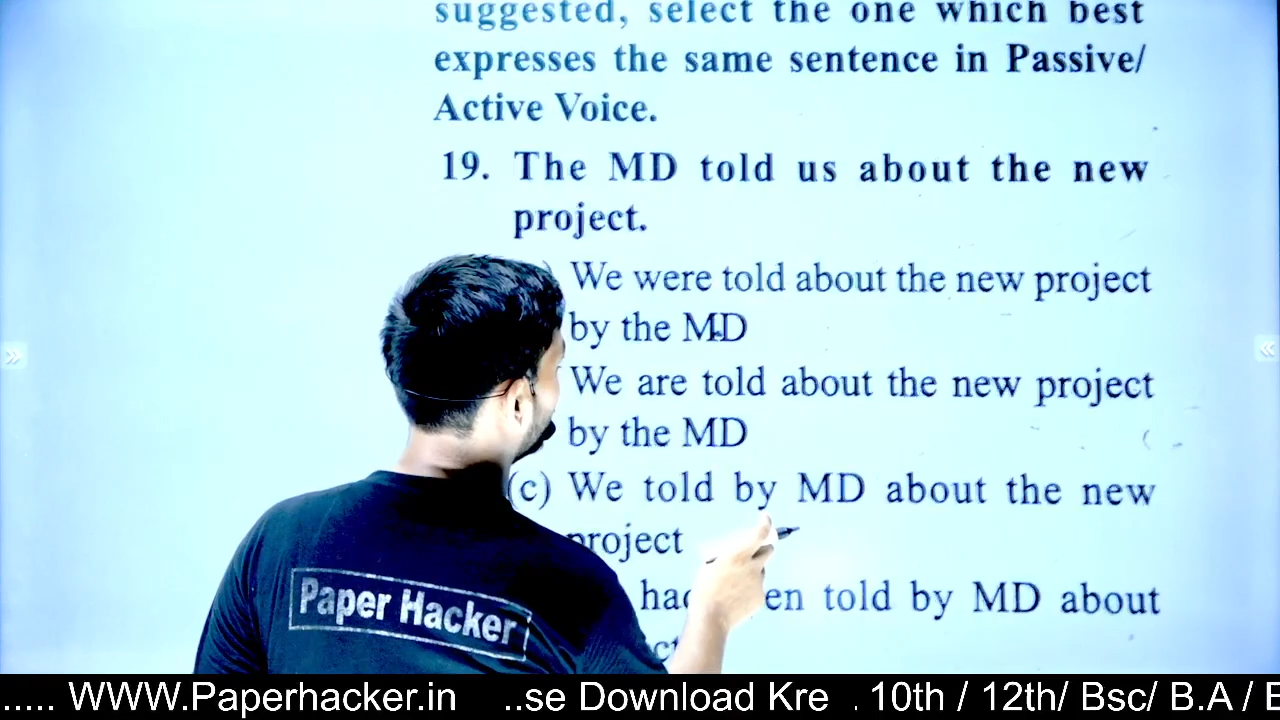 suggested, select the one which best
expresses the same sentence in Passive/
Active Voice.
19. The MD told us about the new
project.
) We were told about the new project
by the MD
We are told about the new project
by the MD
(c) We told by MD about the new
project
told by MD about
Paper Hacker
..... WWW.Paperhacker.in ..se Download Kre . 10th / 12th/ Bsc/ B.A / E